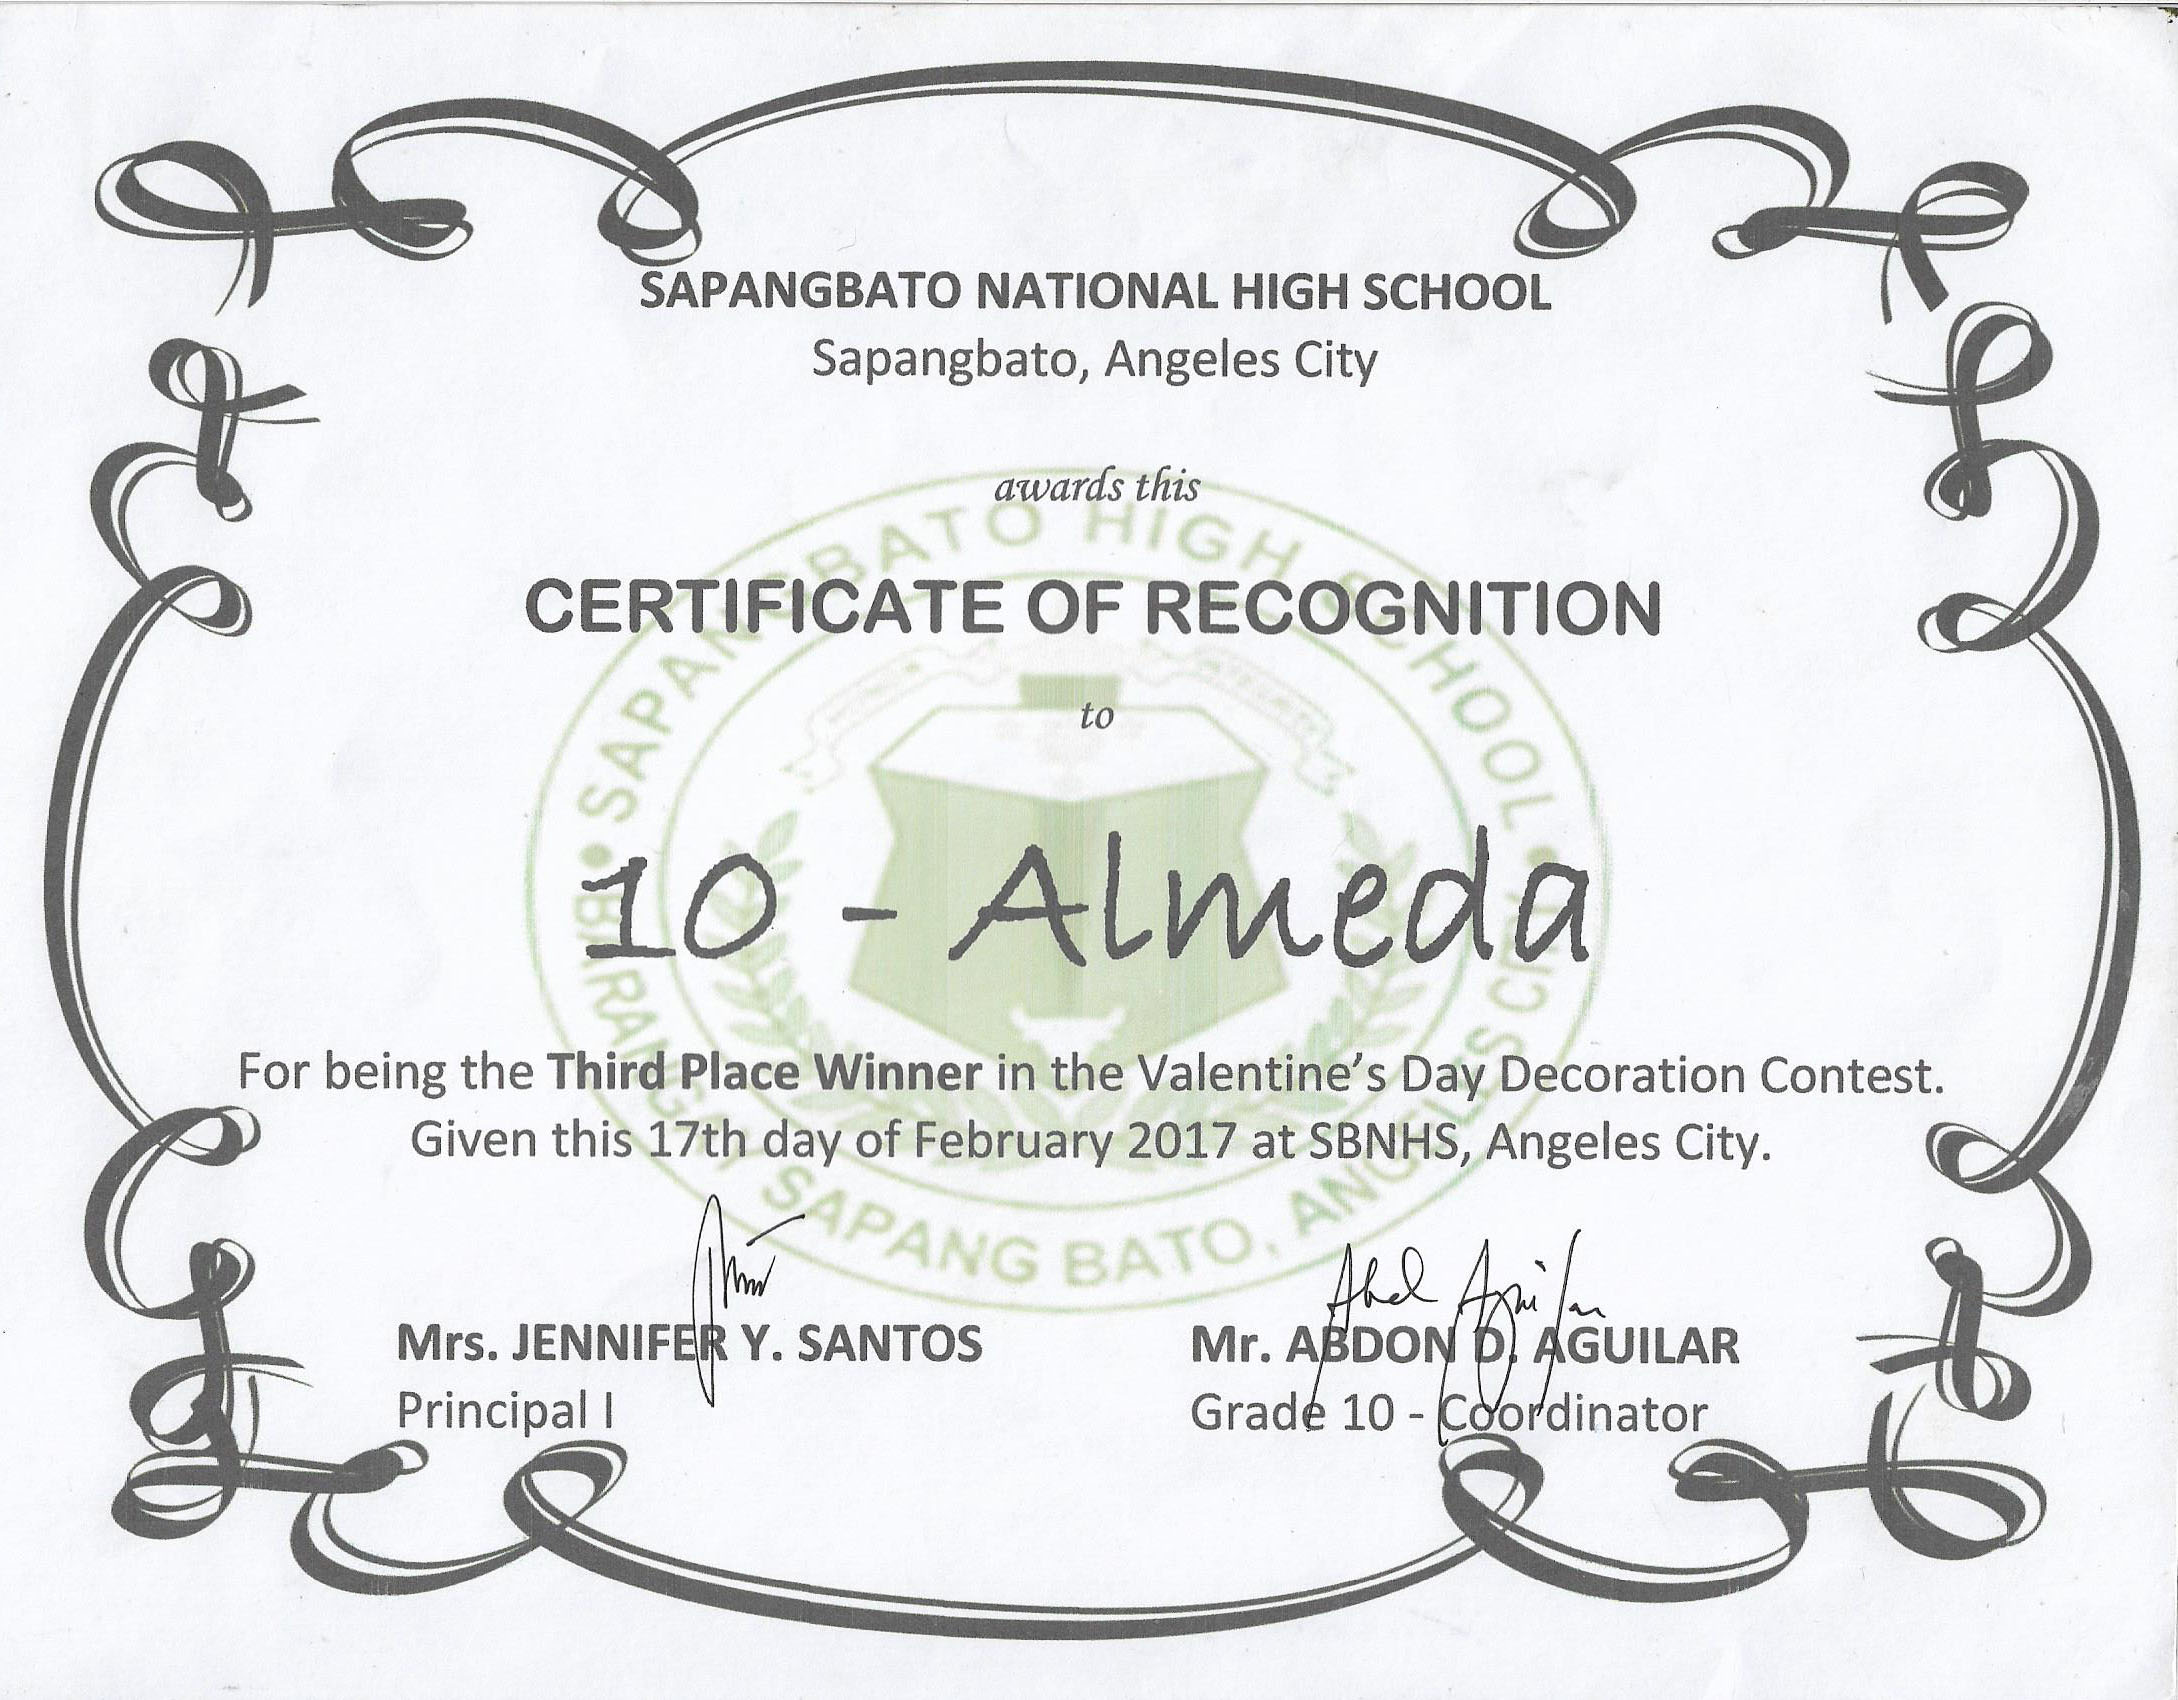 SAPANGBATO NATIONAL HIGH SCHOOL
Sapangbato, Angeles City
awards this
CERTIFICATE OF RECOGNITION
to
10 - Almeda
For being the Third Place Winner in the Valentine's Day Decoration Contest.
Given this 17th day of February 2017 at SBNHS, Angeles City.
Abd Aguilar
Mrs. JENNIFER Y. SANTOS
Principal I
Mr. ABDON D. AGUILAR
Grade 10 - Coordinator
• SAPANGBATO HIGH SCHOOL •
BARANGAY SAPANG BATO, ANGELES CITY